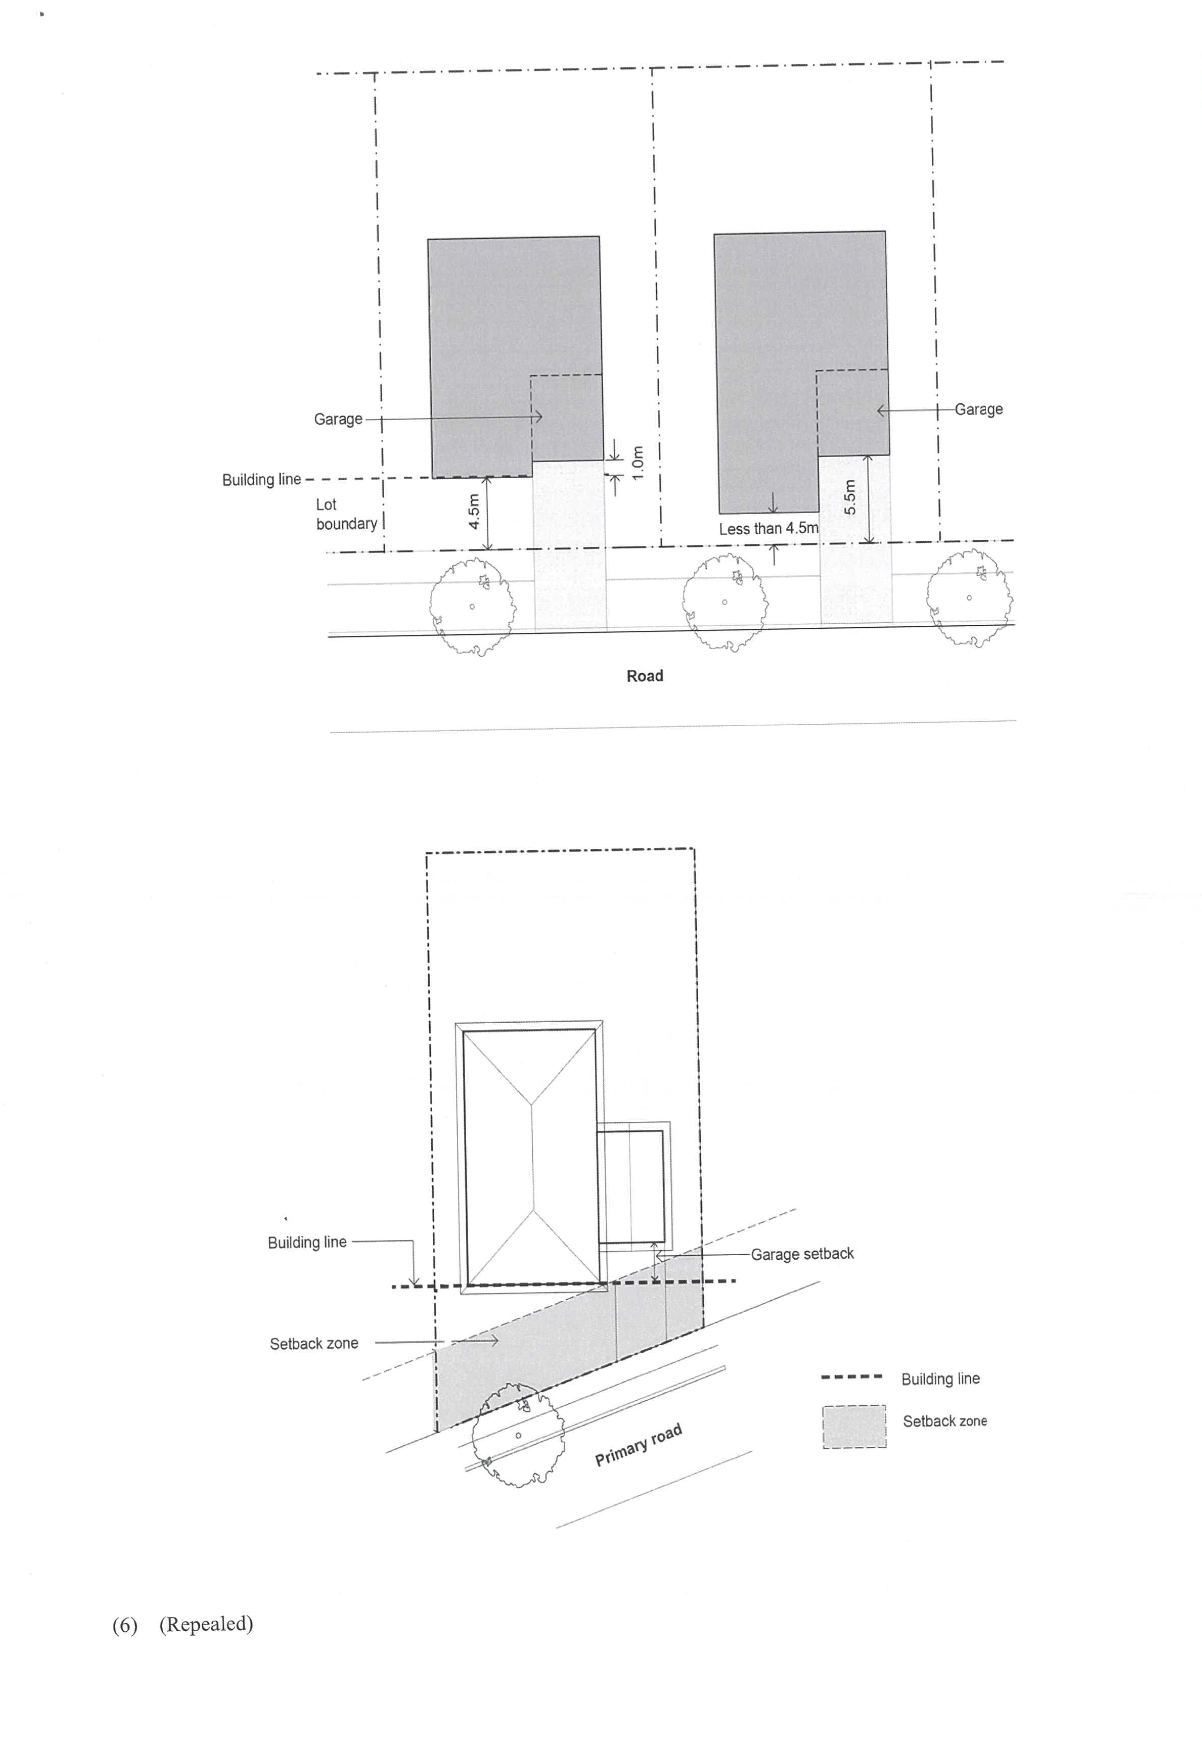 Garage
Garage
Building line
1.0m
Lot
boundary
4.5m
5.5m
Less than 4.5m
Road
Building line
Garage setback
Setback zone
Building line
Setback zone
Primary road
(6) (Repealed)